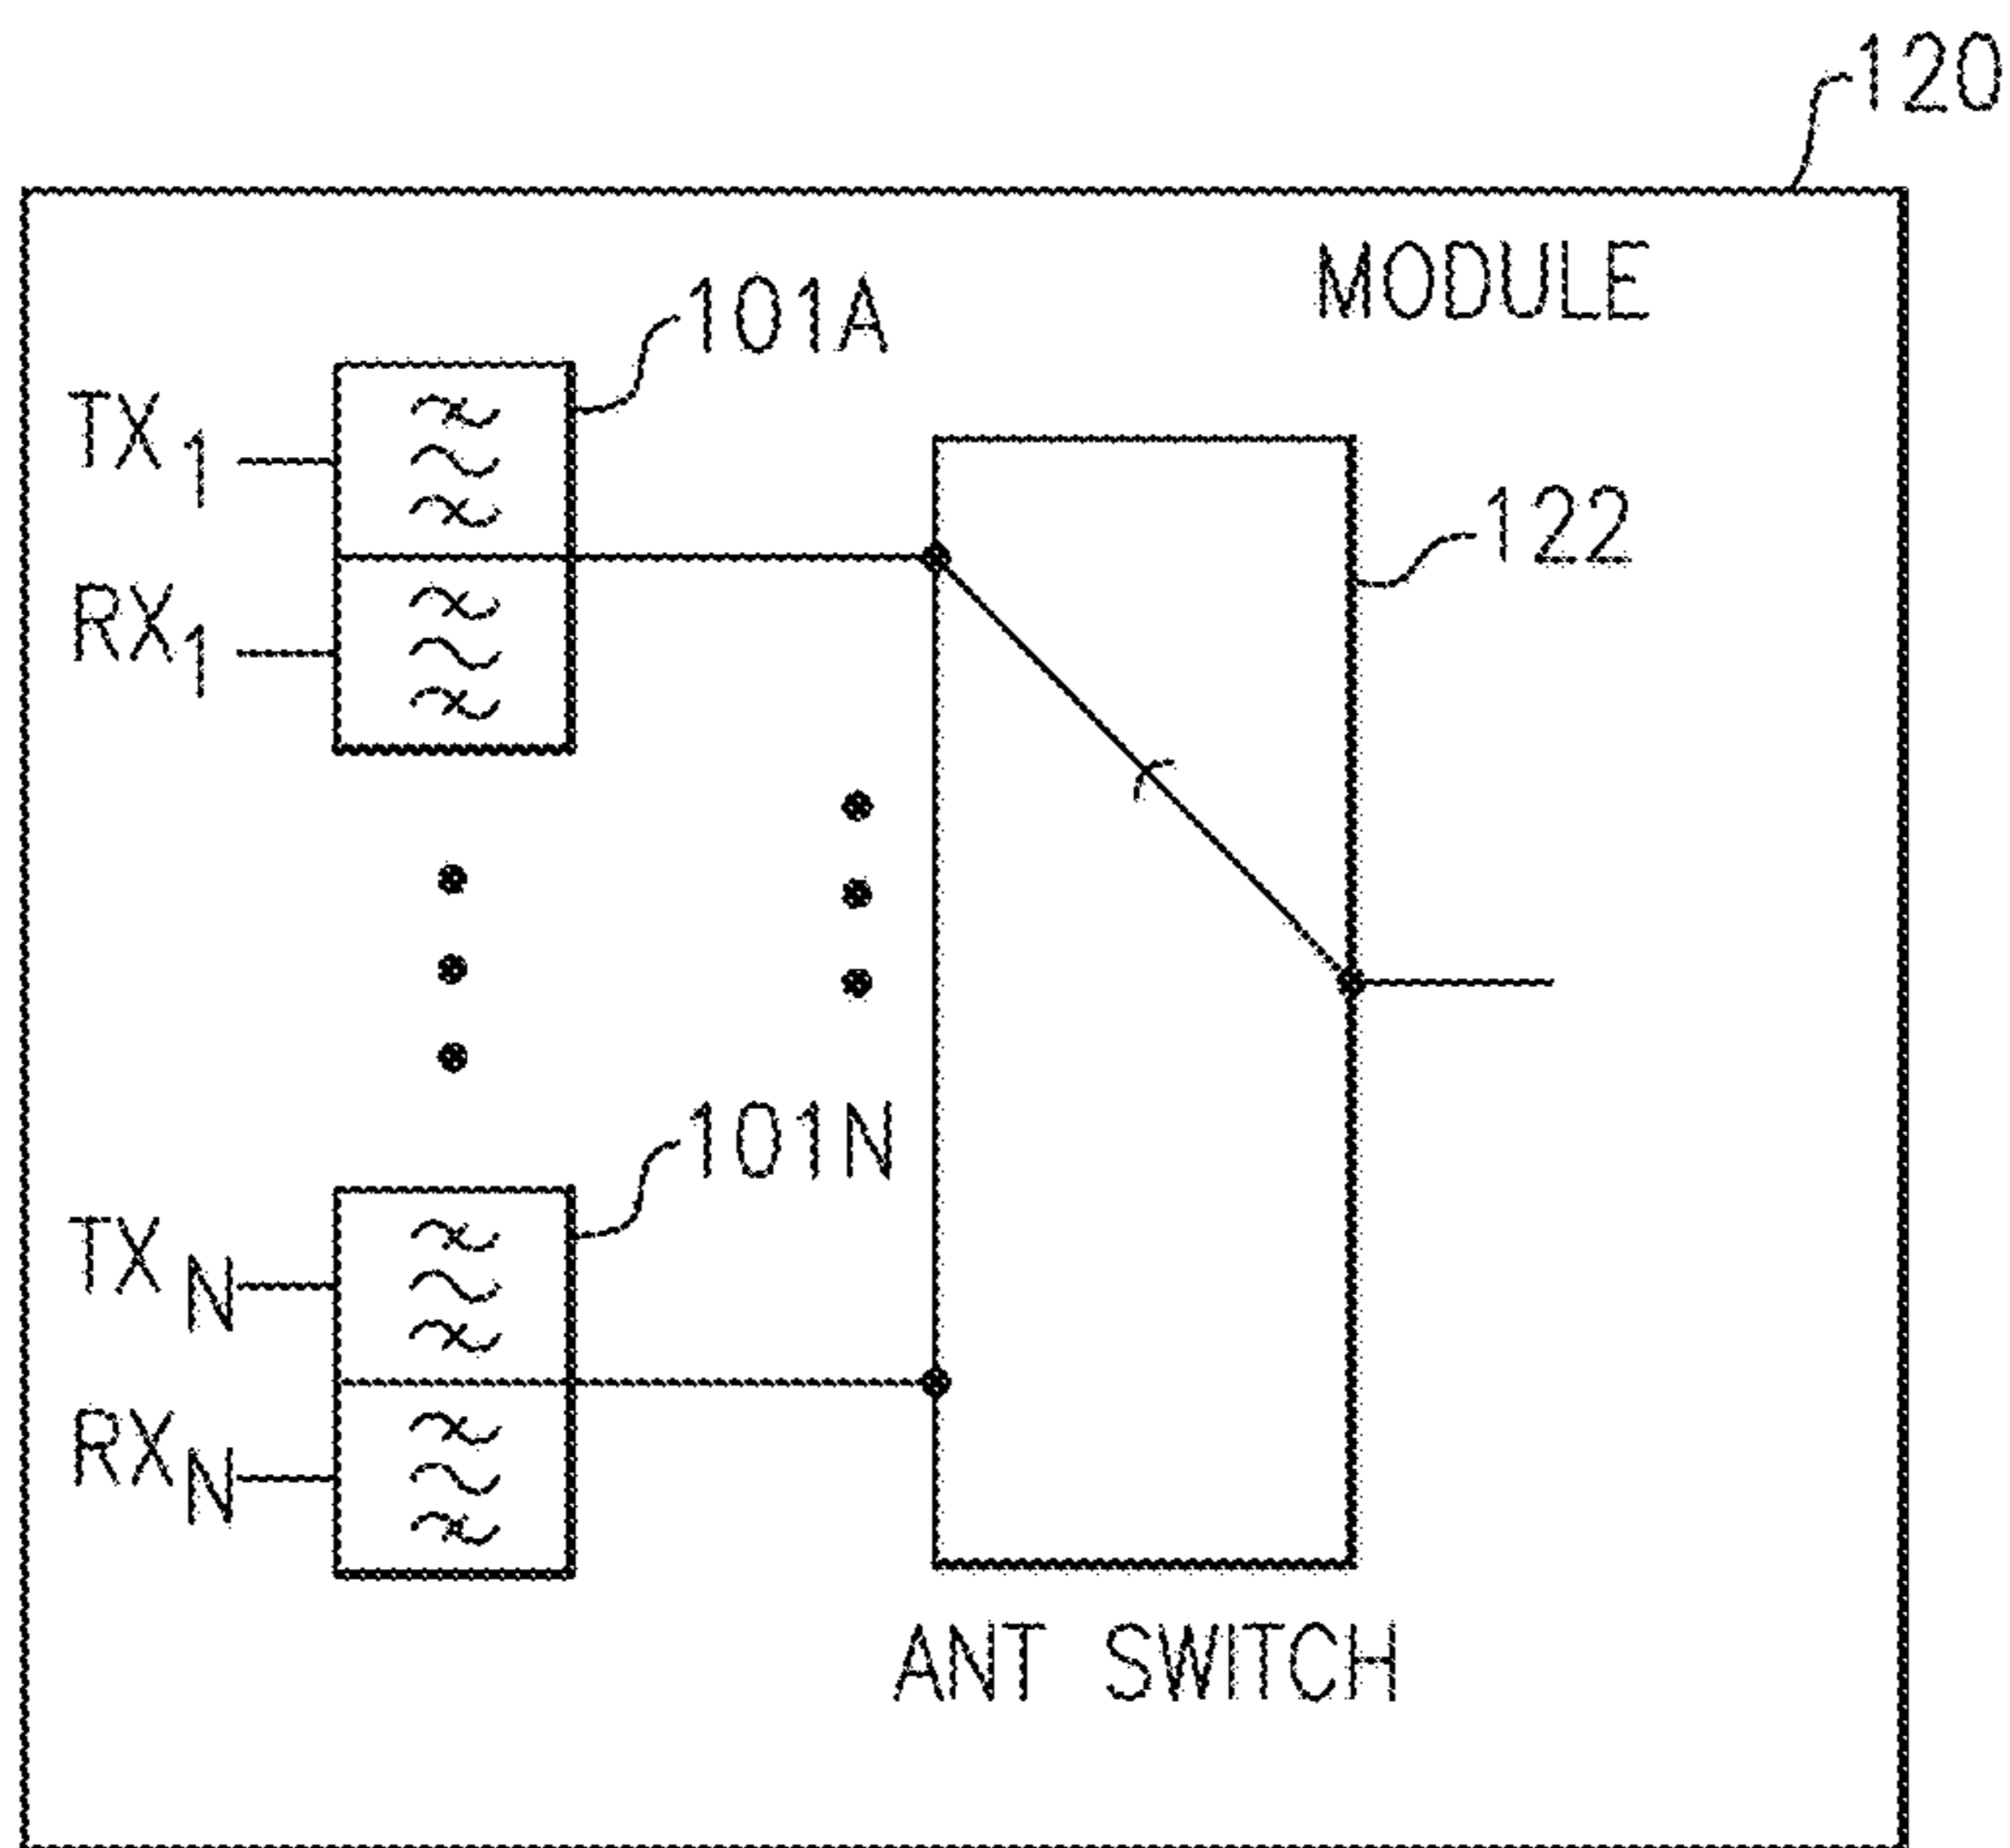 120
MODULE
101A
TX1
122
RX1
101N
TXN
RXN
ANT SWITCH